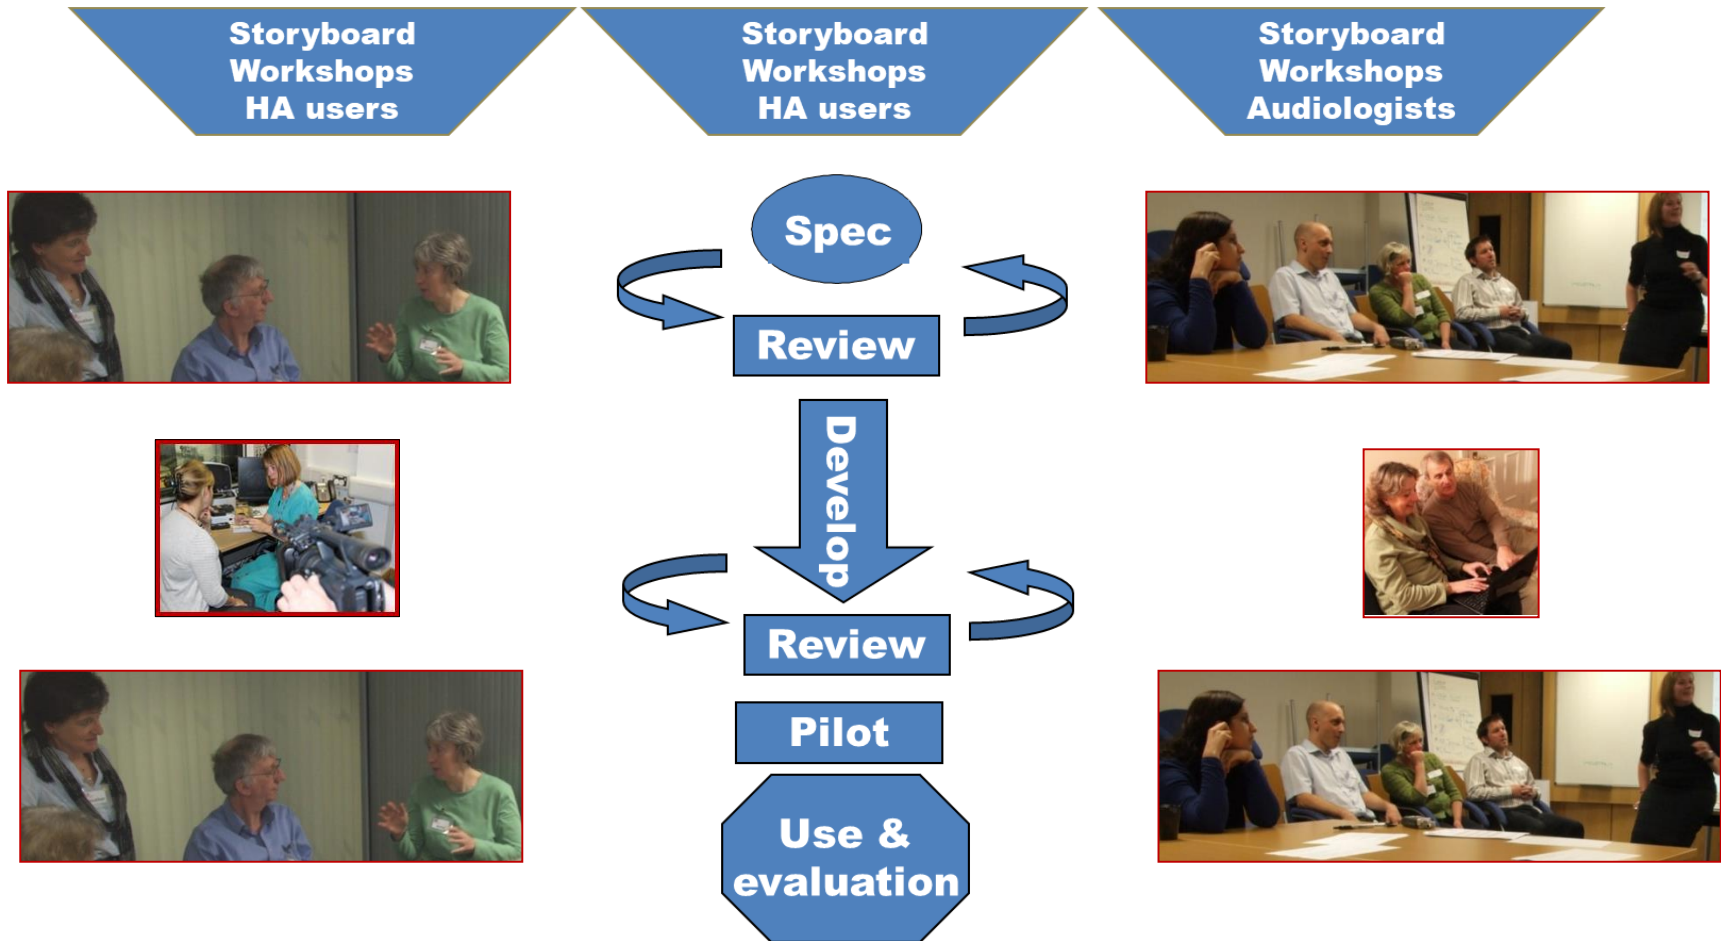 Storyboard
Workshops
HA users
Storyboard
Workshops
HA users
Storyboard
Workshops
Audiologists
Spec
Review
Develop
Review
Pilot
Use &
evaluation